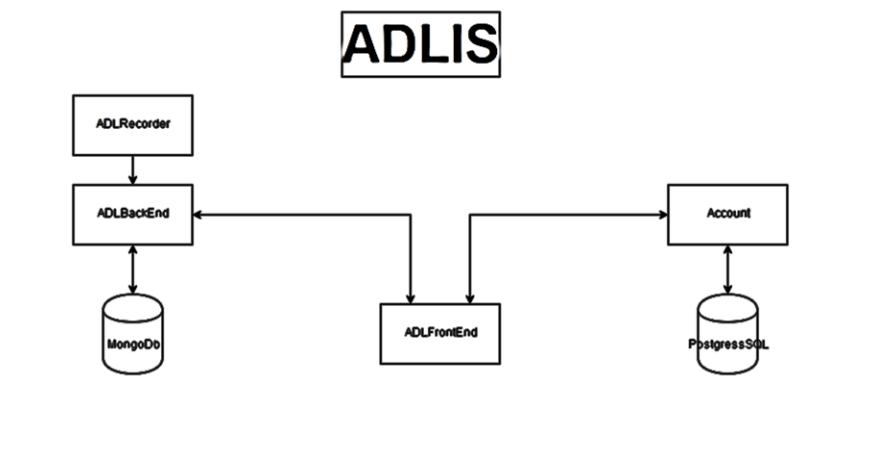 ADLIS
ADLRecorder
ADLBackEnd
Account
ADLFrontEnd
MongoDb
PostgressSQL